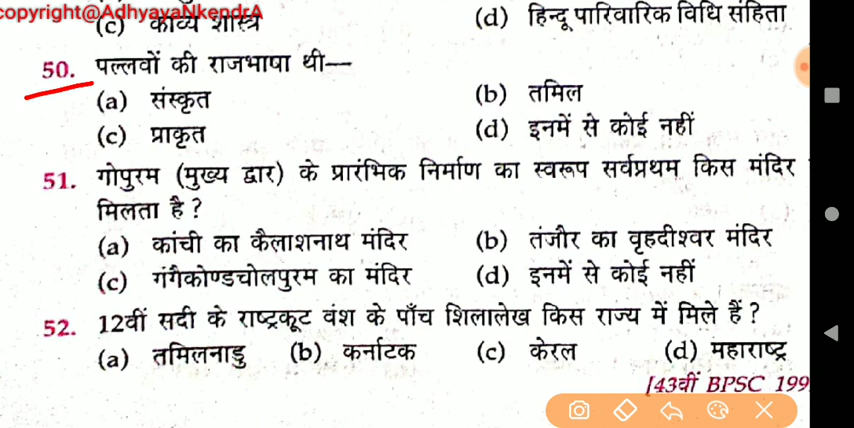 copyright@AdhyayaNkendrA
(c) काव्य शास्त्र (d) हिन्दू पारिवारिक विधि संहिता
50. पल्लवों की राजभाषा थी—
(a) संस्कृत (b) तमिल
(c) प्राकृत (d) इनमें से कोई नहीं
51. गोपुरम (मुख्य द्वार) के प्रारंभिक निर्माण का स्वरूप सर्वप्रथम किस मंदिर
मिलता है ?
(a) कांची का कैलाशनाथ मंदिर (b) तंजौर का वृहदीश्वर मंदिर
(c) गंगैकोण्डचोलपुरम का मंदिर (d) इनमें से कोई नहीं
52. 12वीं सदी के राष्ट्रकूट वंश के पाँच शिलालेख किस राज्य में मिले हैं ?
(a) तमिलनाडु (b) कर्नाटक (c) केरल (d) महाराष्ट्र
[43वीं BPSC 199